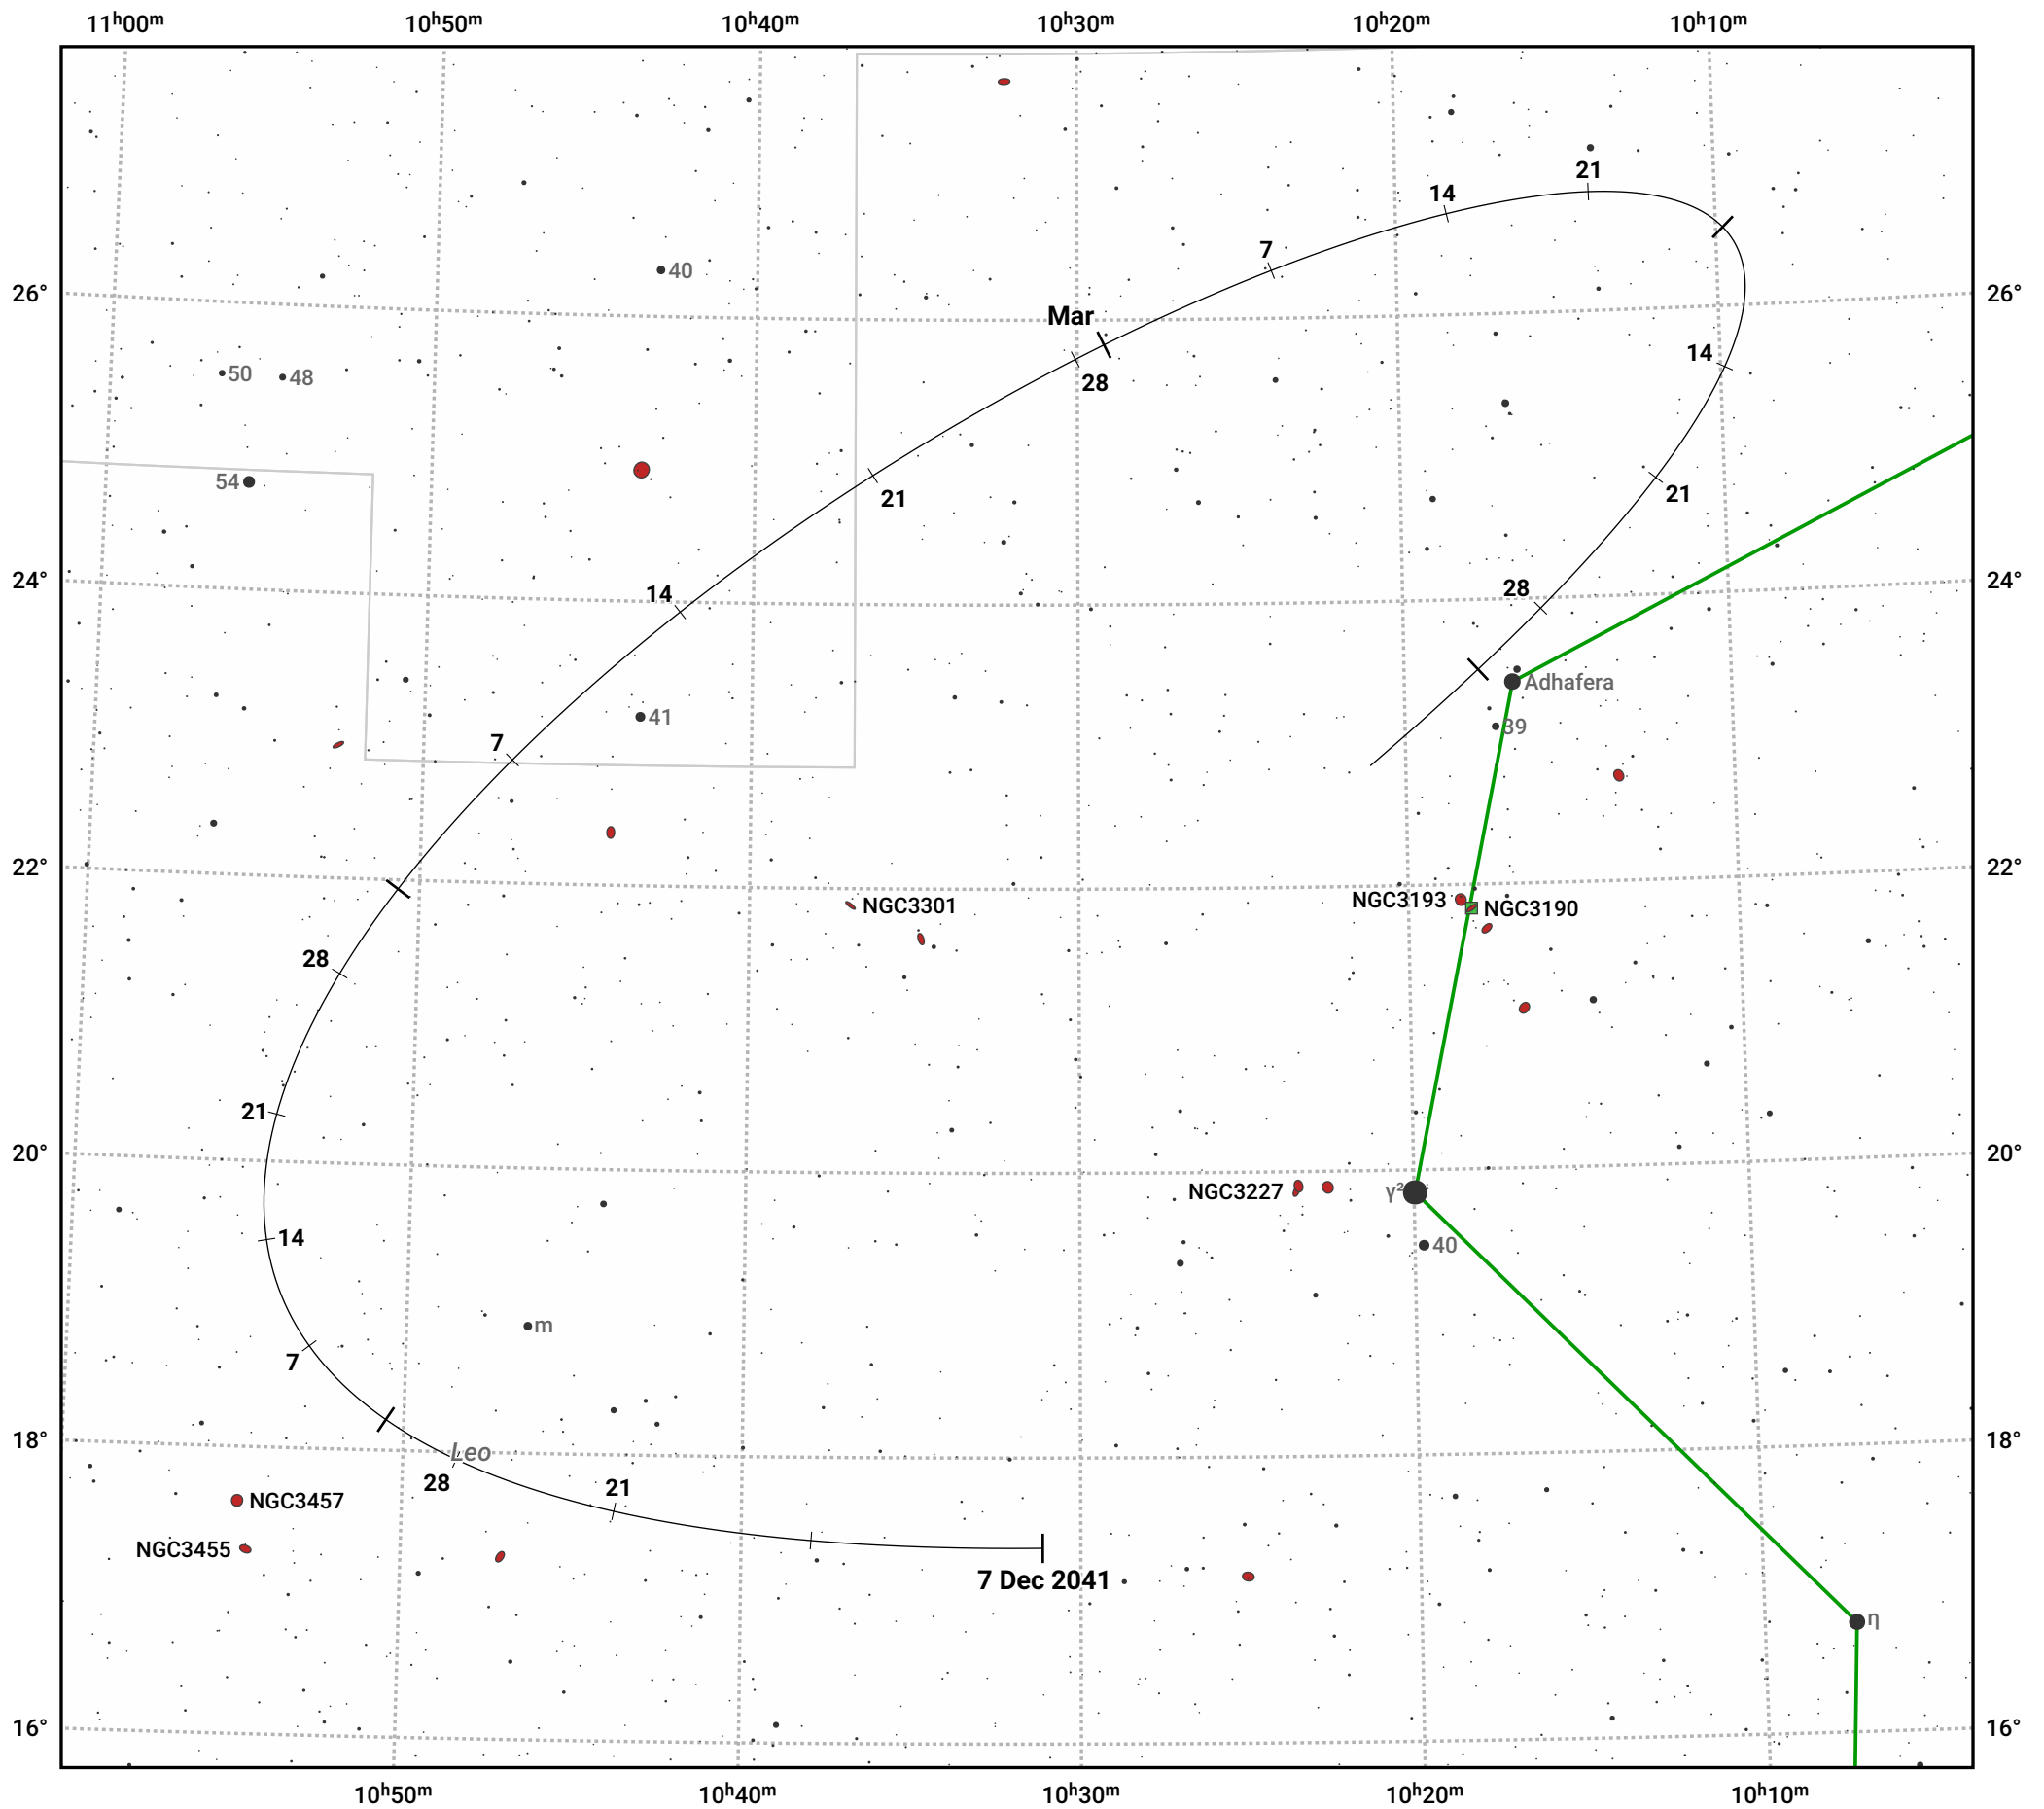 11ʰ00ᵐ 10ʰ50ᵐ 10ʰ40ᵐ 10ʰ30ᵐ 10ʰ20ᵐ 10ʰ10ᵐ
21
14
7
40
26° 26°
Mar
14
28
50 48
54
21
21
14
28
24° 24°
Adhafera
41
39
7
22° 22°
NGC3301
NGC3193
NGC3190
28
21
20° 20°
NGC3227
γ²
14
40
m
7
18° 18°
Leo
28
21
NGC3457
NGC3455
7 Dec 2041
η
16° 16°
10ʰ50ᵐ 10ʰ40ᵐ 10ʰ30ᵐ 10ʰ20ᵐ 10ʰ10ᵐ